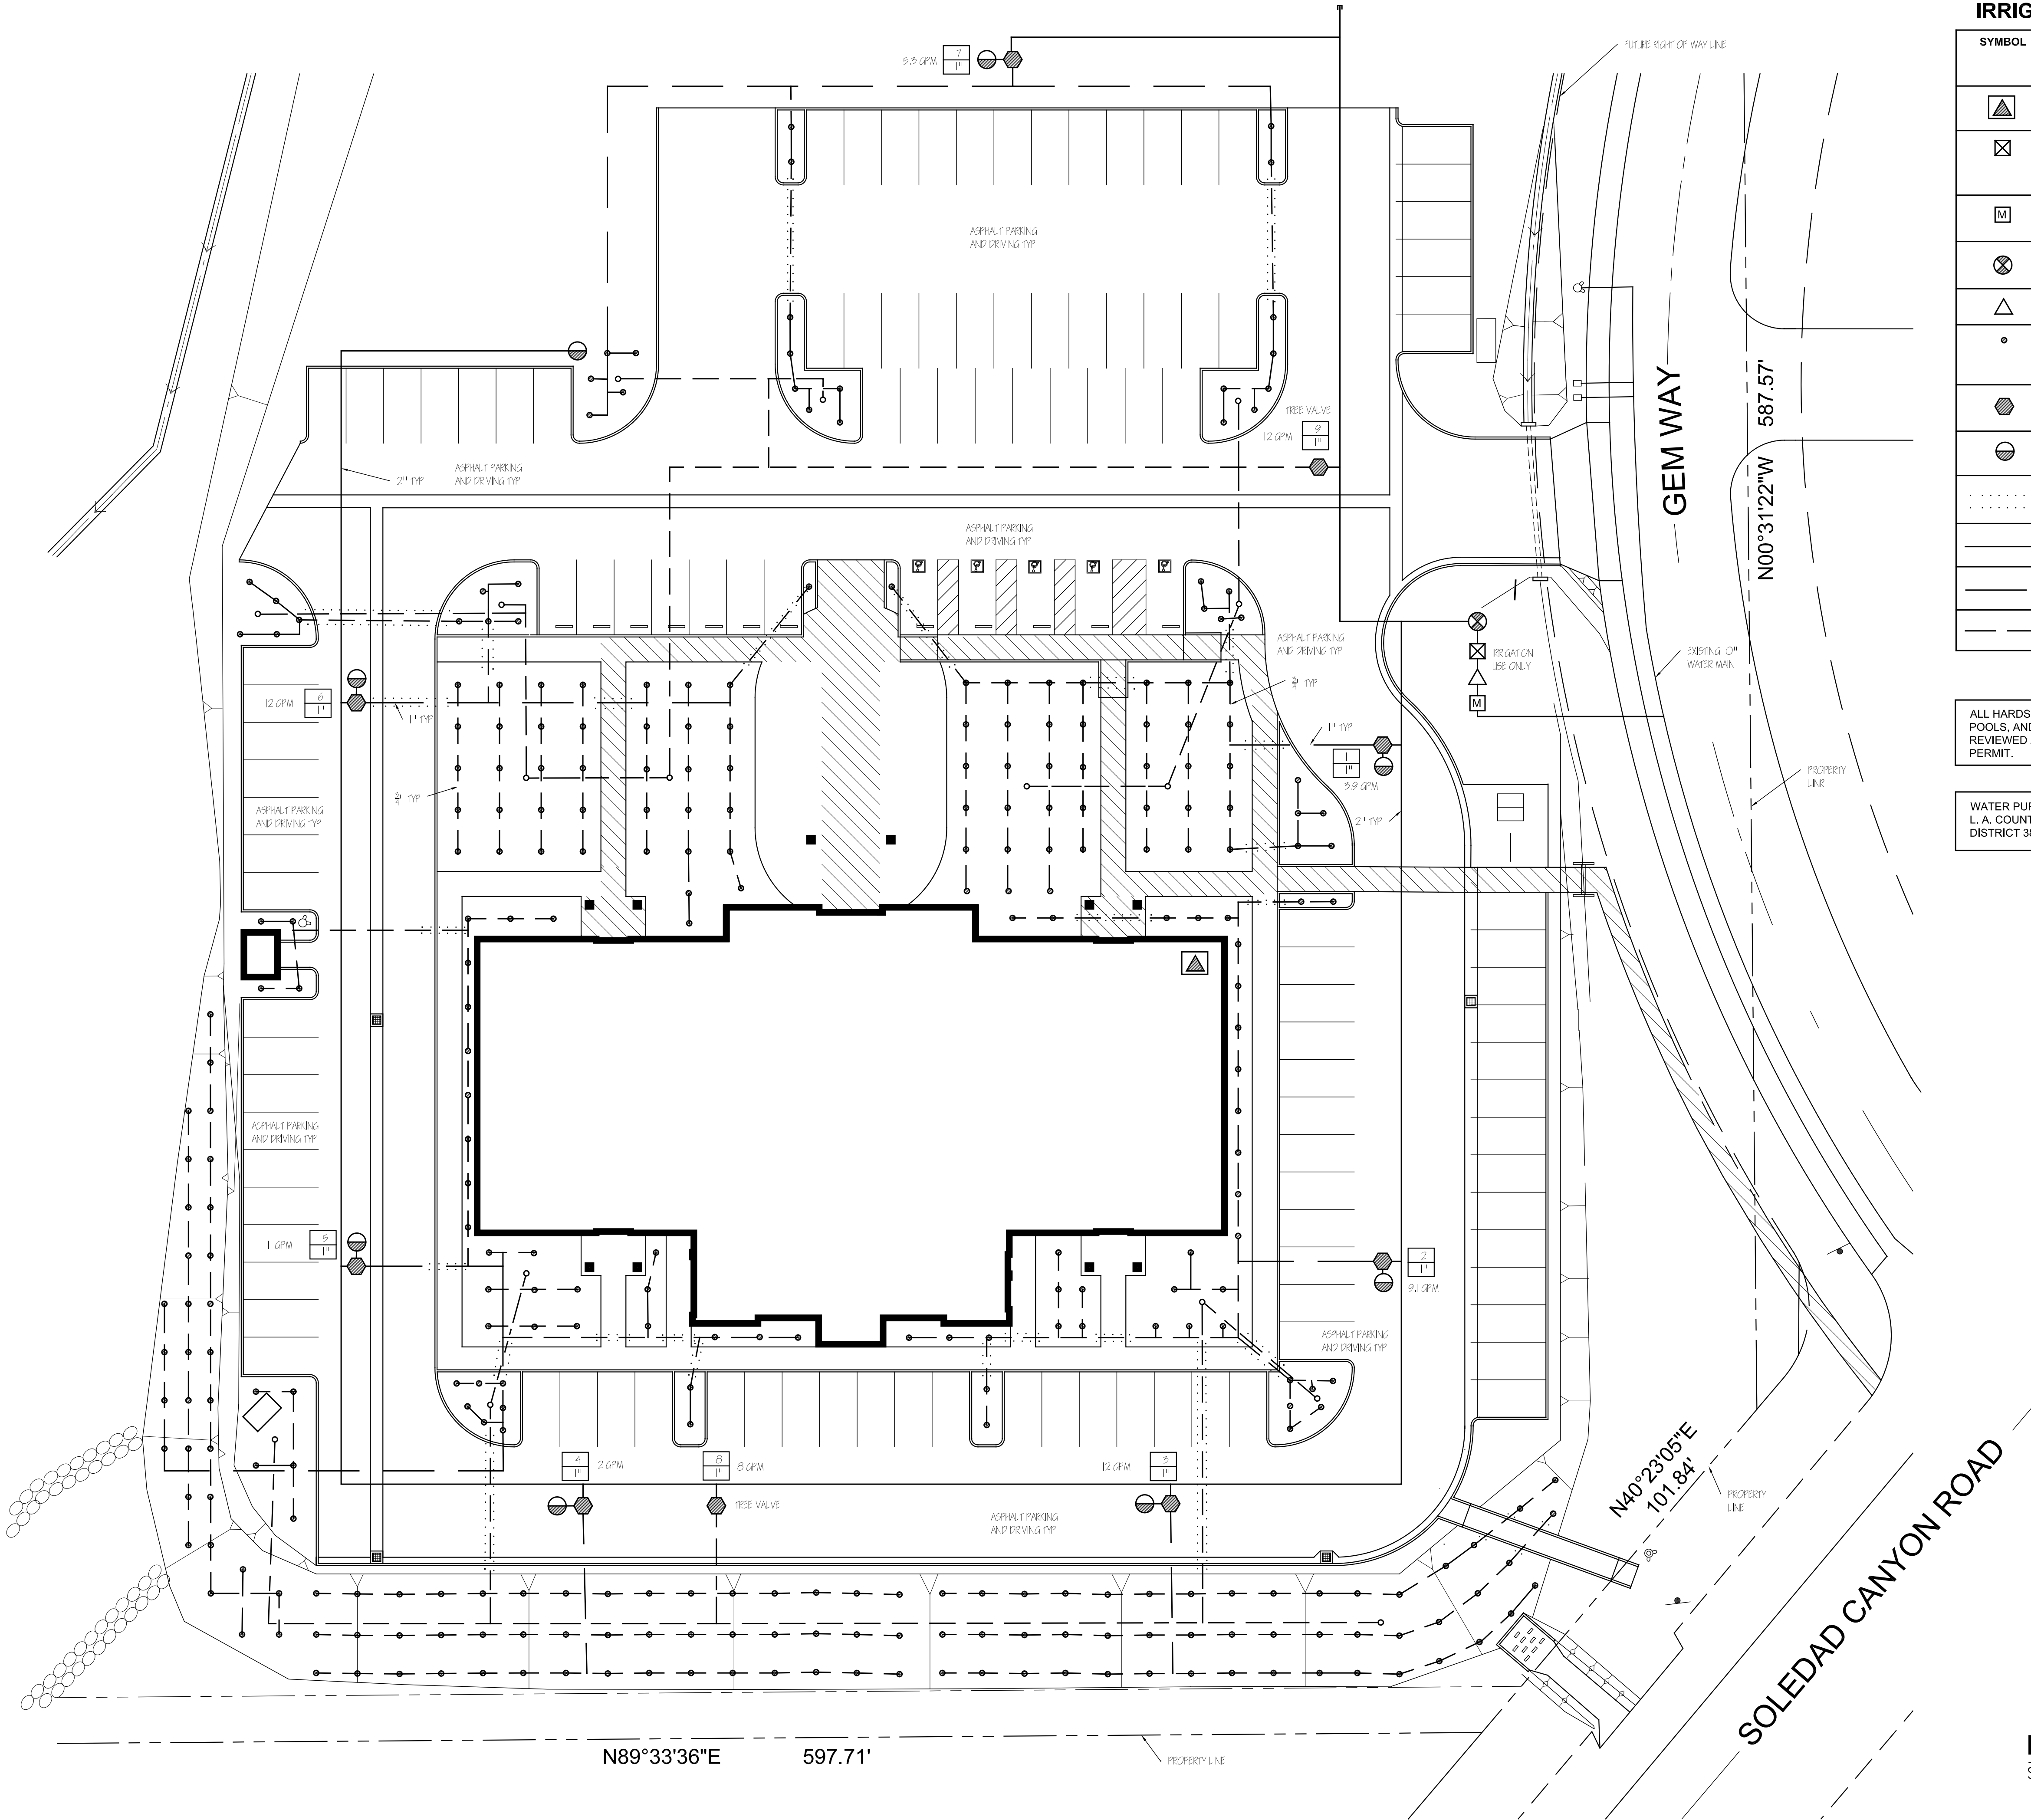 IRRIG
SYMBOL
M
ALL HARDS
POOLS, AND
REVIEWED
PERMIT.
WATER PUR
L. A. COUNT
DISTRICT 38
FUTURE RIGHT OF WAY LINE
5.3 GPM
7
1"
ASPHALT PARKING
AND DRIVING TYP
TREE VALVE
12 GPM
9
1"
2" TYP
ASPHALT PARKING
AND DRIVING TYP
ASPHALT PARKING
AND DRIVING TYP
GEM WAY
N00°31'22"W 587.57'
ASPHALT PARKING
AND DRIVING TYP
IRRIGATION
USE ONLY
M
EXISTING 10"
WATER MAIN
3/4" TYP
12 GPM
6
1"
1" TYP
1" TYP
1
1"
13.9 GPM
PROPERTY
LINR
3/4" TYP
ASPHALT PARKING
AND DRIVING TYP
2" TYP
ASPHALT PARKING
AND DRIVING TYP
11 GPM
5
1"
2
1"
9.1 GPM
ASPHALT PARKING
AND DRIVING TYP
4
1"
12 GPM
8
1"
8 GPM
TREE VALVE
12 GPM
3
1"
ASPHALT PARKING
AND DRIVING TYP
N40°23'05"E
101.84'
PROPERTY
LINE
SOLEDAD CANYON ROAD
N89°33'36"E 597.71'
PROPERTY LINE